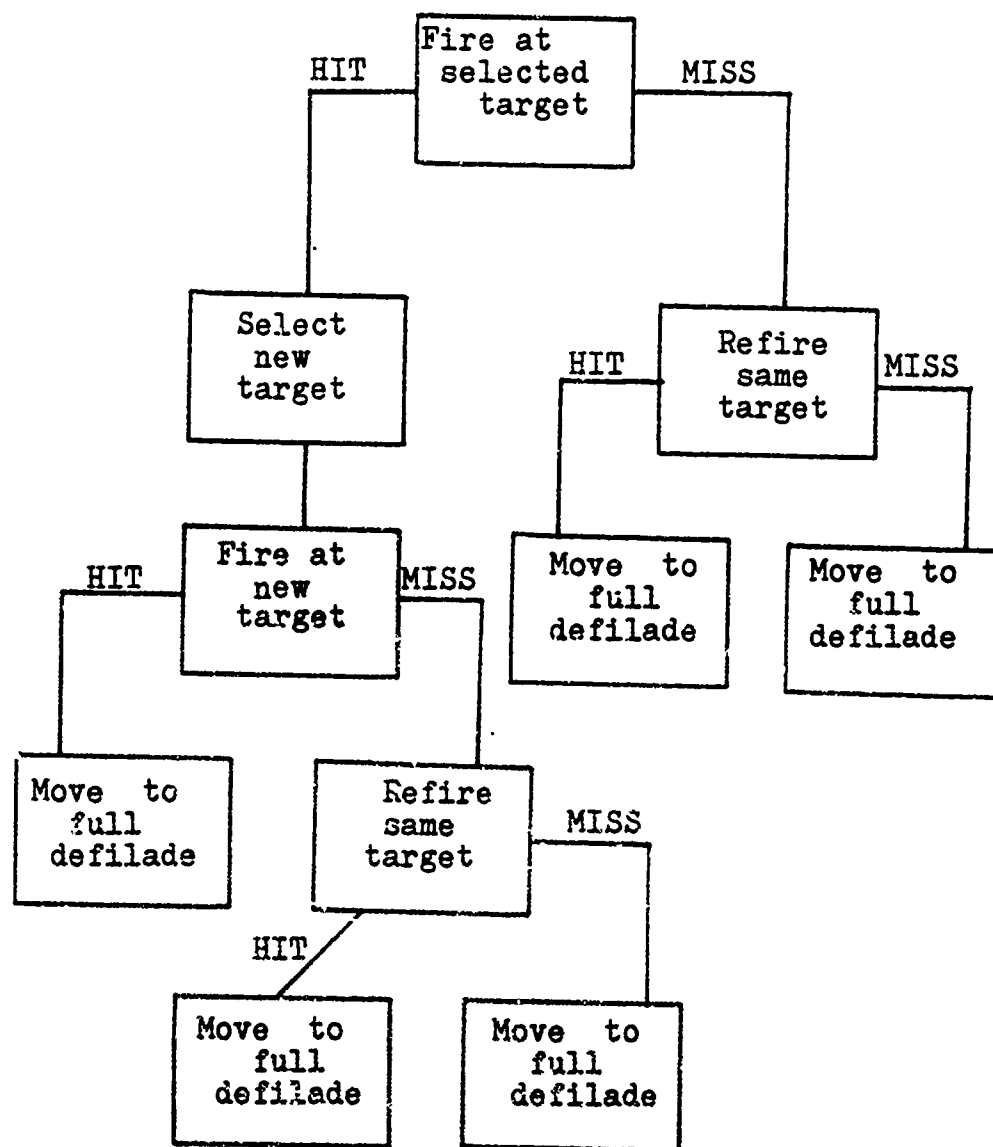 Fire at
selected
target
HIT
MISS
Select
new
target
Refire
same
target
HIT
MISS
Fire at
new
target
HIT
MISS
Move to
full
defilade
Move to
full
defilade
Move to
full
defilade
Refire
same
target
MISS
HIT
Move to
full
defilade
Move to
full
defilade